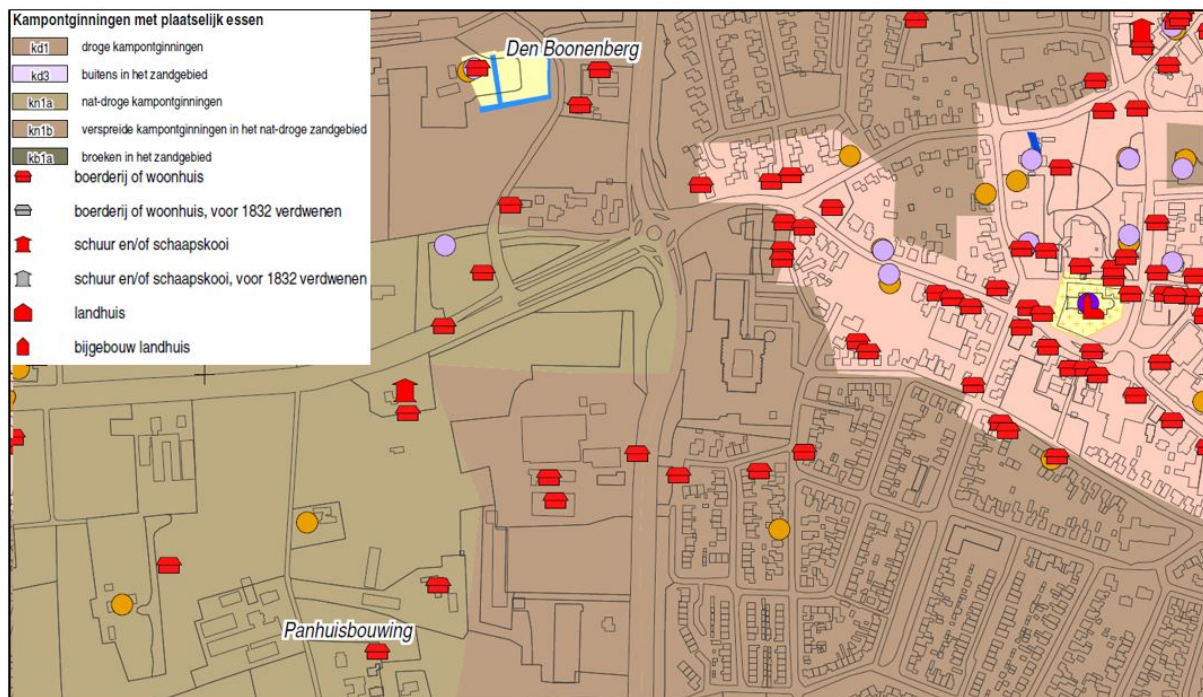 Kampontginningen met plaatselijk essen
kd1 droge kampontginningen
kd3 buitens in het zandgebied
kn1a nat-droge kampontginningen
kn1b verspreide kampontginningen in het nat-droge zandgebied
kb1a broeken in het zandgebied
boerderij of woonhuis
boerderij of woonhuis, voor 1832 verdwenen
schuur en/of schaapskooi
schuur en/of schaapskooi, voor 1832 verdwenen
landhuis
bijgebouw landhuis
Den Boonenberg
Panhuisbouwing